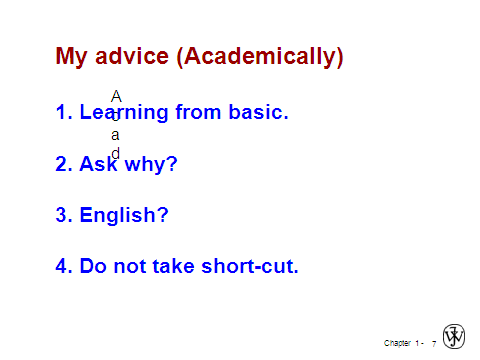 My advice (Academically)
A
c
a
d
1. Learning from basic.
2. Ask why?
3. English?
4. Do not take short-cut.
Chapter 1 - 7